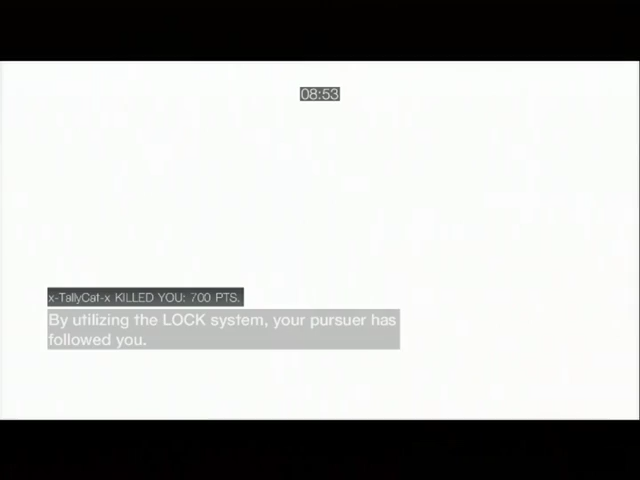 08:53
x-TallyCat-x KILLED YOU: 700 PTS.
By utilizing the LOCK system, your pursuer has
followed you.